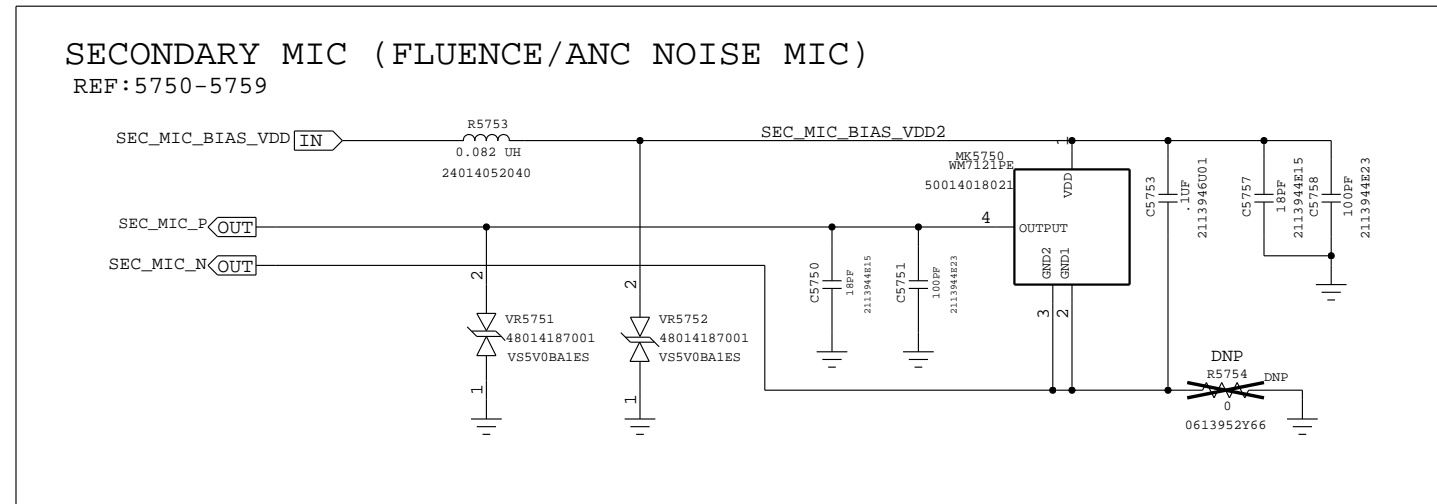 SECONDARY MIC (FLUENCE/ANC NOISE MIC)
REF:5750-5759
SEC_MIC_BIAS_VDD IN
R5753
0.082 UH
24014052040
SEC_MIC_BIAS_VDD2
MK5750
WM7121PE
50014018021
VDD
1
4
OUTPUT
GND2
GND1
3
2
SEC_MIC_P OUT
SEC_MIC_N OUT
2
VR5751
48014187001
VS5V0BA1ES
1
2
VR5752
48014187001
VS5V0BA1ES
1
C5750
18PF
2113944E15
C5751
100PF
2113944E23
C5753
.1UF
2113946U01
C5757
18PF
2113944E15
C5758
100PF
2113944E23
DNP
R5754
DNP
0
0613952Y66